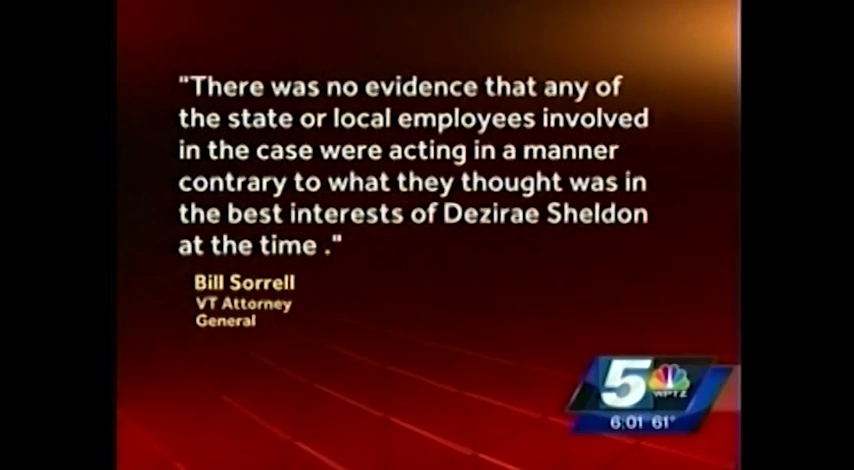 "There was no evidence that any of
the state or local employees involved
in the case were acting in a manner
contrary to what they thought was in
the best interests of Dezirae Sheldon
at the time ."
Bill Sorrell
VT Attorney
General
5
WPTZ
6:01 61°